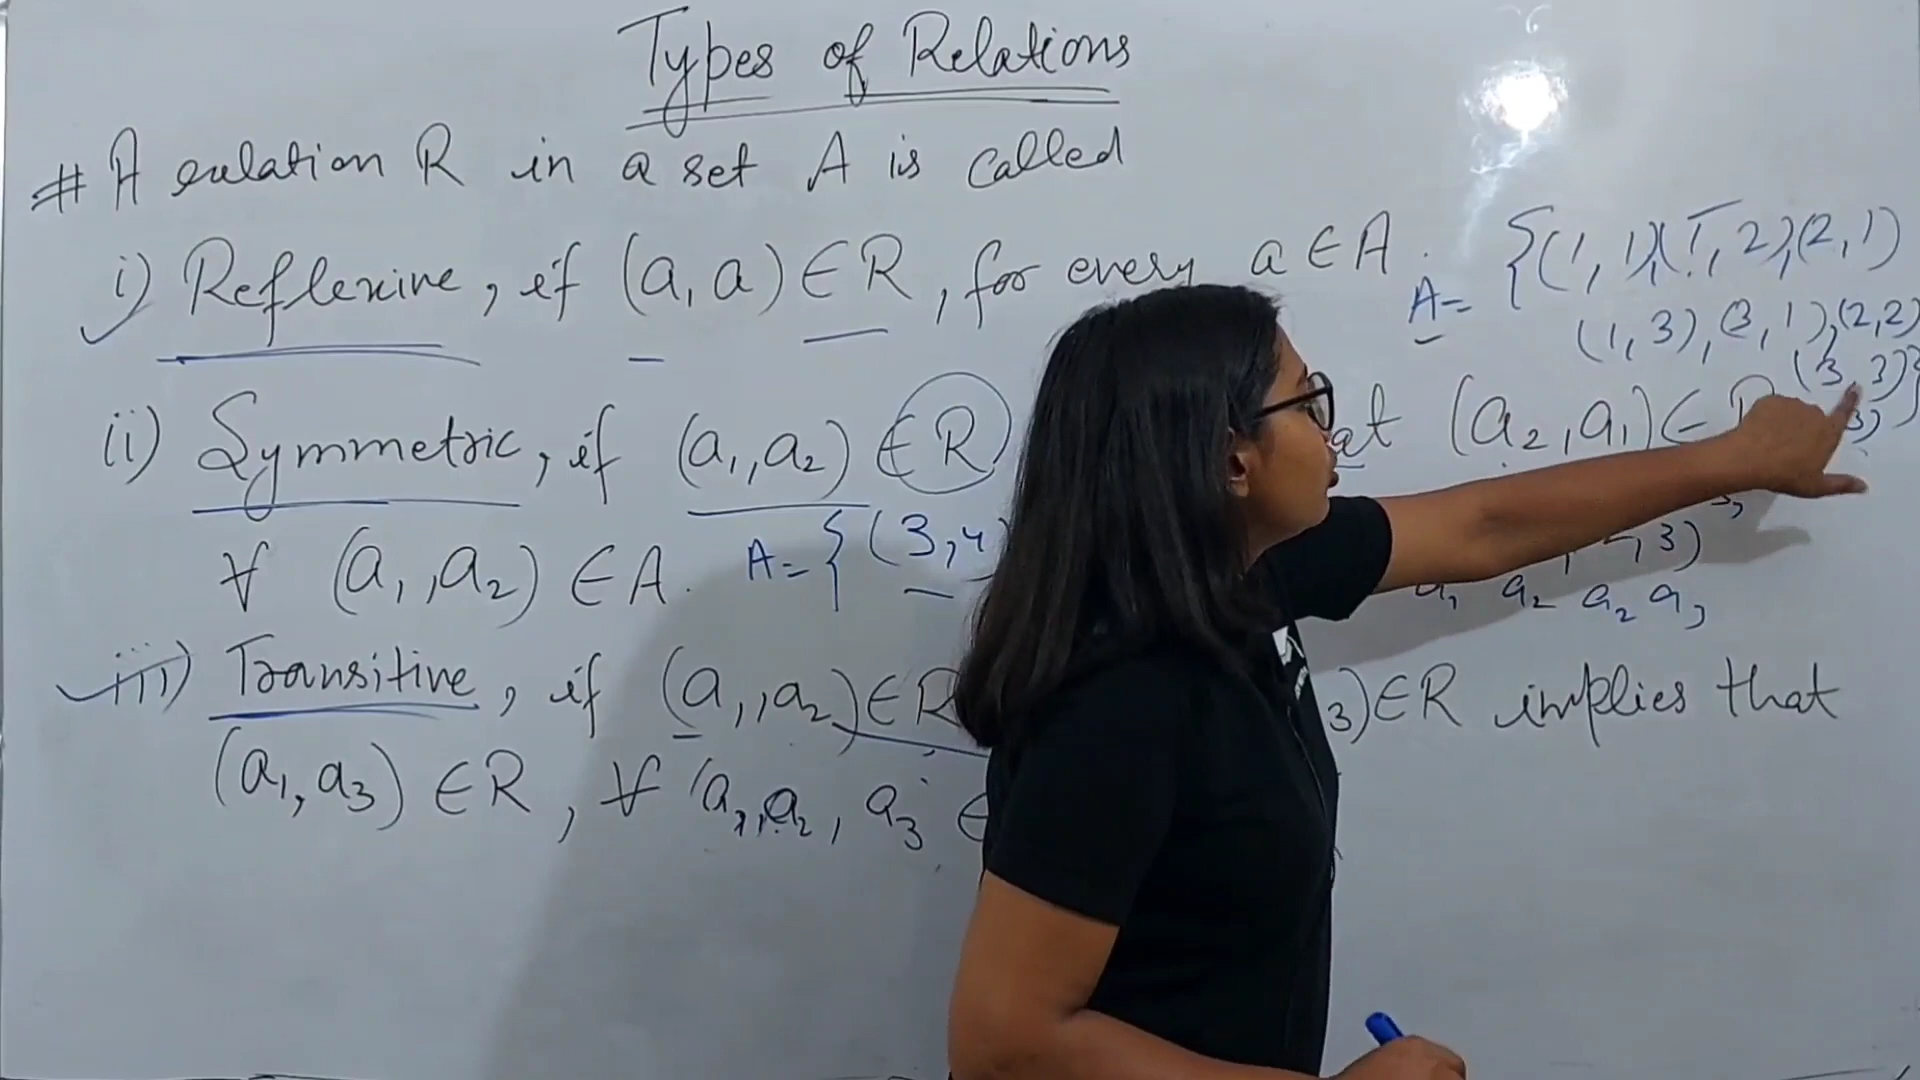 Types of Relations
# A relation R in a set A is called
i) Reflexive, if (a, a) ∈ R, for every a ∈ A.
A = {(1, 1), (1, 2), (2, 1)
(1, 3), (3, 1), (2, 2)
(3, 3)}
ii) Symmetric, if (a₁, a₂) ∈ R at (a₂, a₁) ∈ R
∀ (a₁, a₂) ∈ A. A = {(3, 4
3)
a₁ a₂ a₂ a₃
iii) Transitive, if (a₁, a₂) ∈ R ₃) ∈ R implies that
(a₁, a₃) ∈ R, ∀ a₁, a₂, a₃ ∈